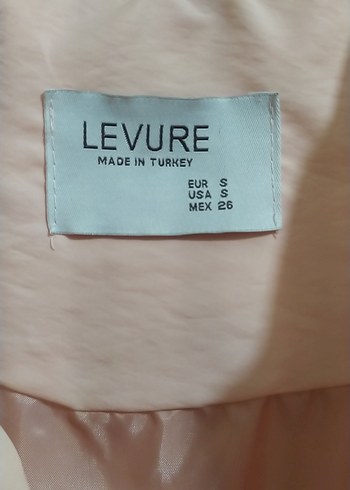 LEVURE
MADE IN TURKEY
EUR S
USA S
MEX 26